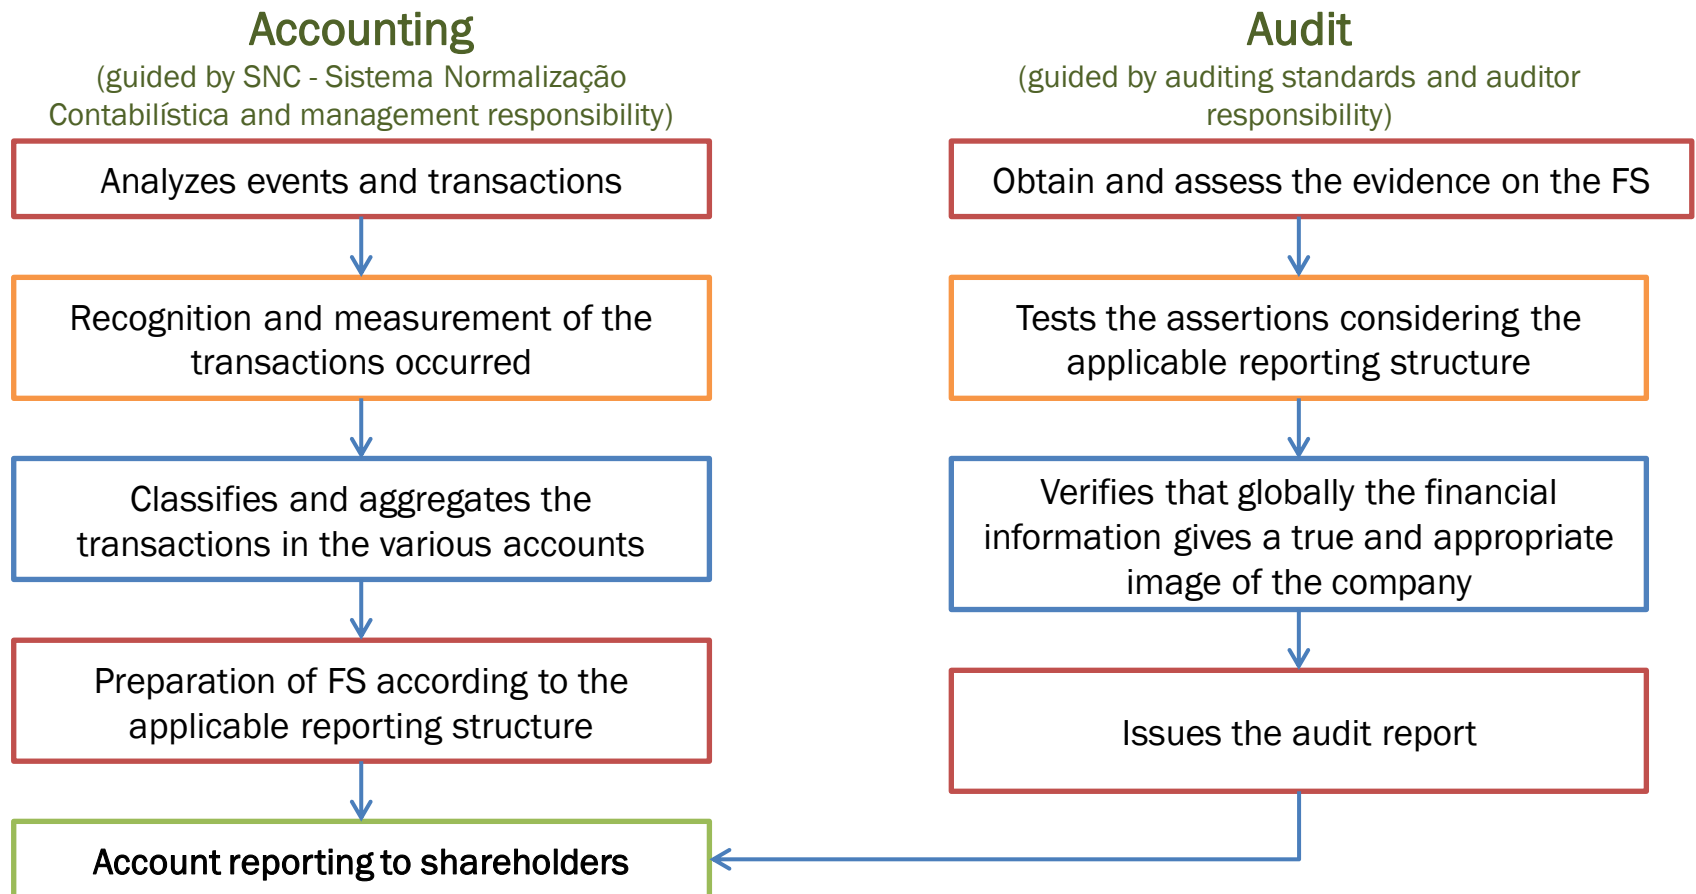 Accounting
(guided by SNC - Sistema Normalização
Contabilística and management responsibility)
Analyzes events and transactions
Recognition and measurement of the
transactions occurred
Classifies and aggregates the
transactions in the various accounts
Preparation of FS according to the
applicable reporting structure
Account reporting to shareholders
Audit
(guided by auditing standards and auditor
responsibility)
Obtain and assess the evidence on the FS
Tests the assertions considering the
applicable reporting structure
Verifies that globally the financial
information gives a true and appropriate
image of the company
Issues the audit report